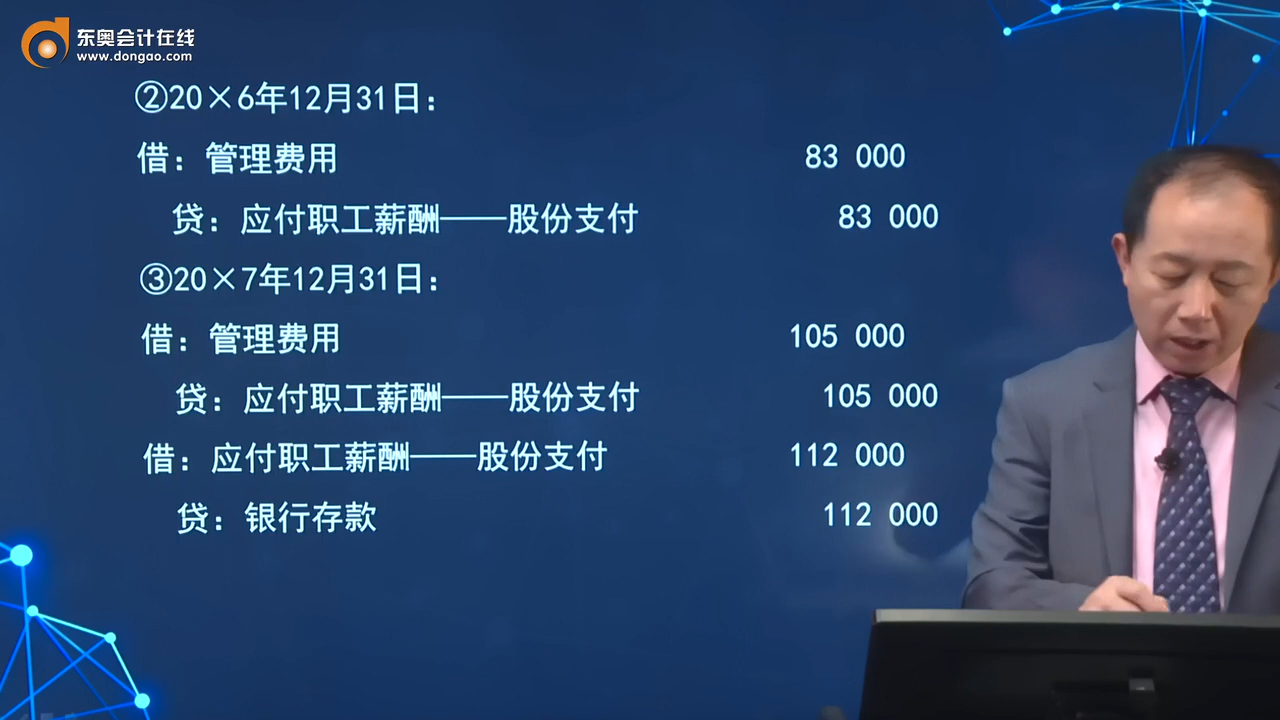 东奥会计在线
www.dongao.com
②20×6年12月31日：
借：管理费用 83 000
贷：应付职工薪酬——股份支付 83 000
③20×7年12月31日：
借：管理费用 105 000
贷：应付职工薪酬——股份支付 105 000
借：应付职工薪酬——股份支付 112 000
贷：银行存款 112 000